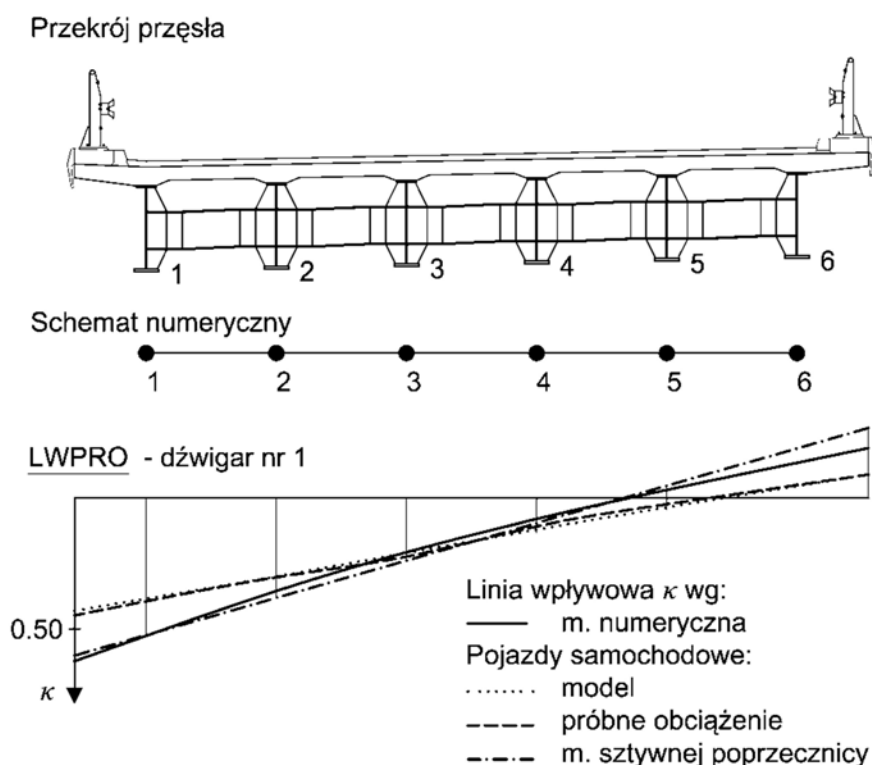 Przekrój przęsła
1 2 3 4 5 6
Schemat numeryczny
1 2 3 4 5 6
LWPRO - dźwigar nr 1
0.50
κ
Linia wpływowa κ wg:
m. numeryczna
Pojazdy samochodowe:
model
próbne obciążenie
m. sztywnej poprzecznicy